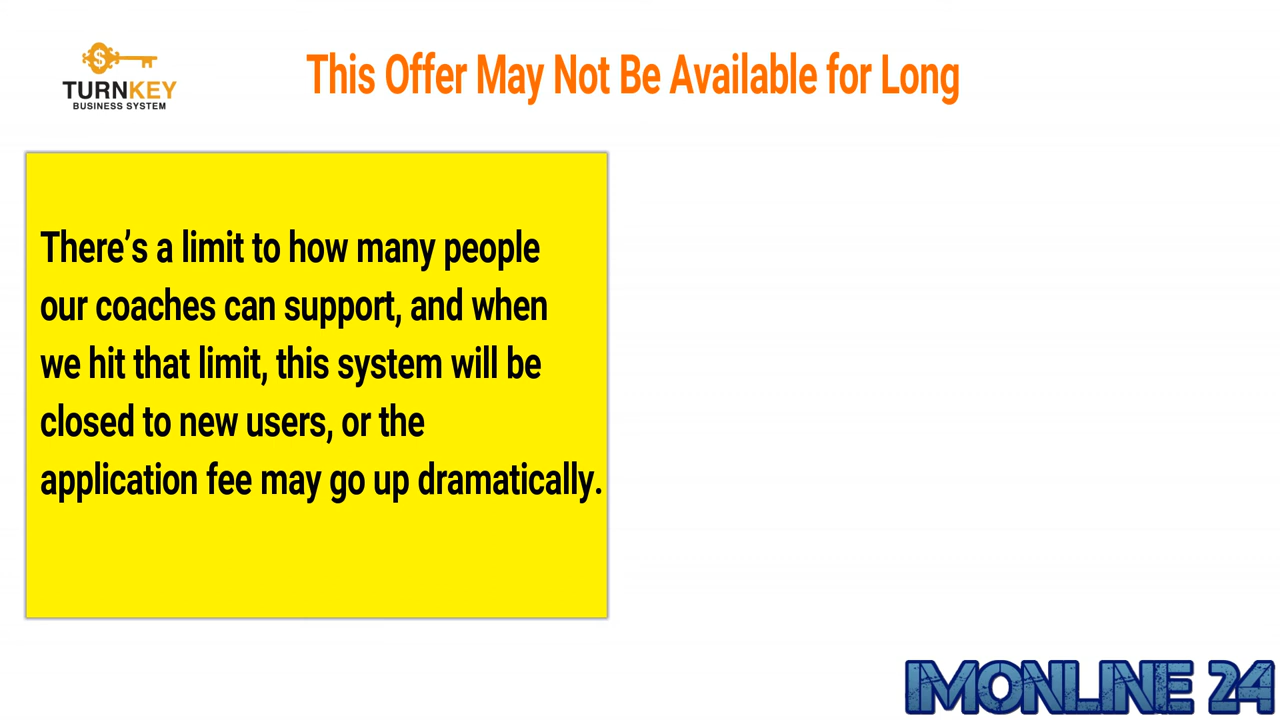 This Offer May Not Be Available for Long
TURNKEY
BUSINESS SYSTEM
There’s a limit to how many people
our coaches can support, and when
we hit that limit, this system will be
closed to new users, or the
application fee may go up dramatically.
IMONLINE 24